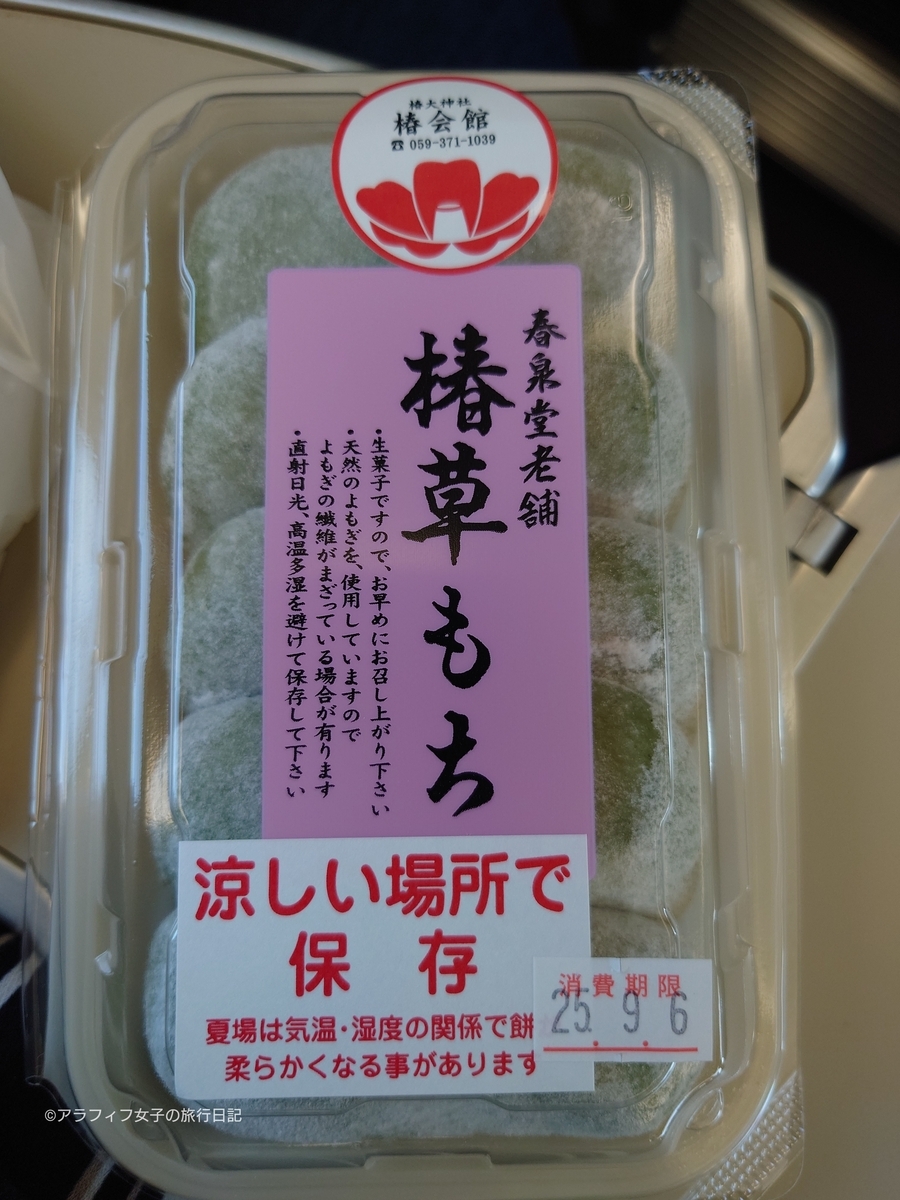 椿大神社
椿会館
☎ 059-371-1039
春泉堂老舗
椿草もち
・生菓子ですので、お早めにお召し上がり下さい
・天然のよもぎを、使用していますので
よもぎの繊維がまざっている場合が有ります
・直射日光、高温多湿を避けて保存して下さい
涼しい場所で
保 存
夏場は気温・湿度の関係で餅
柔らかくなる事があります
消費期限
25. 9. 6
©アラフィフ女子の旅行日記